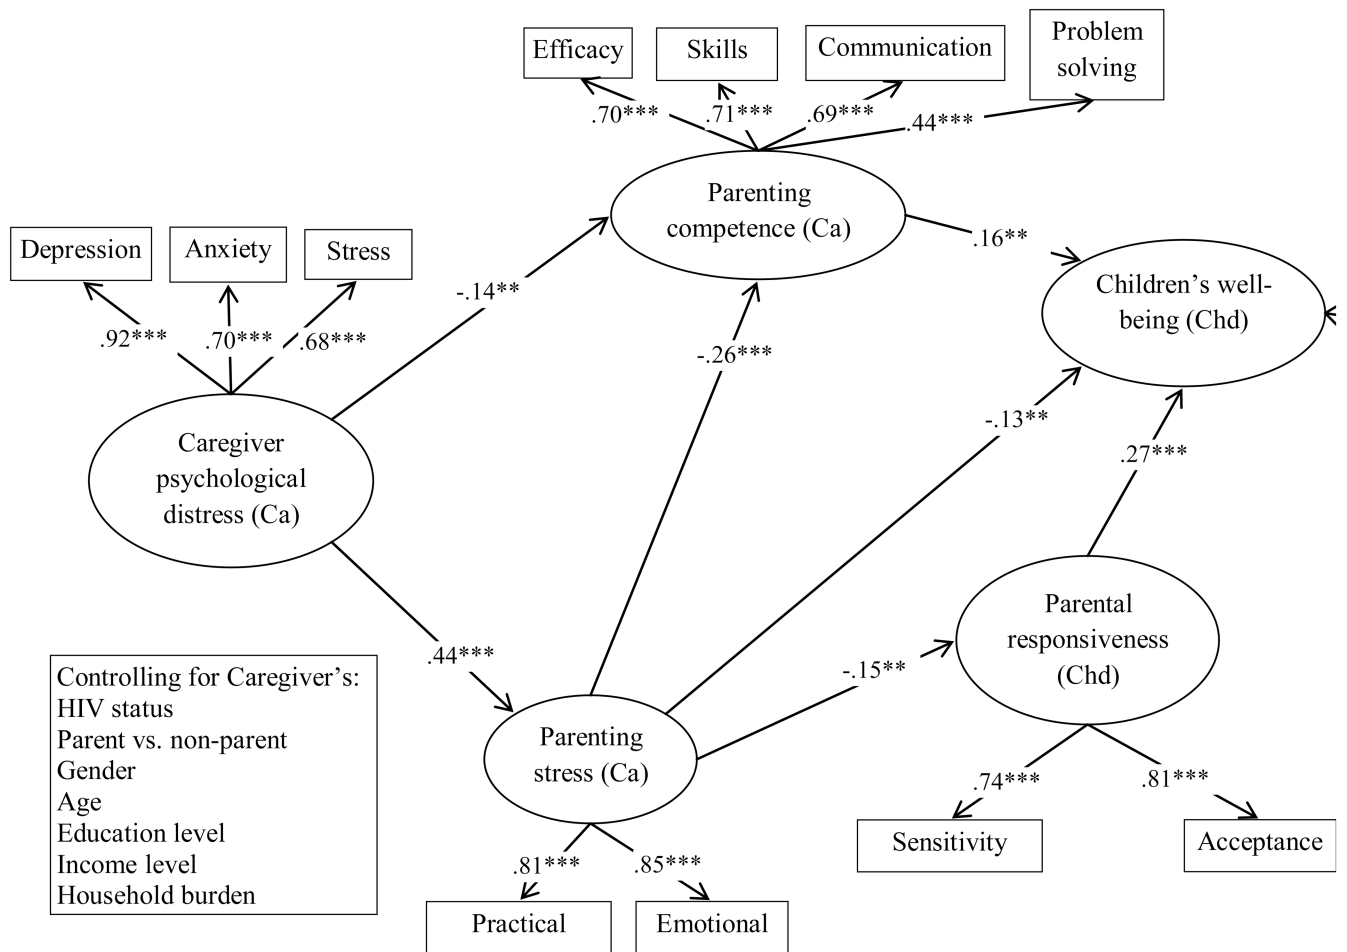 Efficacy
Skills
Communication
Problem
solving
.70***
.71***
.69***
.44***
Parenting
competence (Ca)
.16**
Depression
Anxiety
Stress
-.14**
Children’s well-
being (Chd)
.92***
.70***
.68***
-.26***
-.13**
Caregiver
psychological
distress (Ca)
.27***
.44***
Parental
responsiveness
(Chd)
-.15**
Controlling for Caregiver’s:
HIV status
Parent vs. non-parent
Gender
Age
Education level
Income level
Household burden
Parenting
stress (Ca)
.74***
.81***
Sensitivity
Acceptance
.81***
.85***
Practical
Emotional